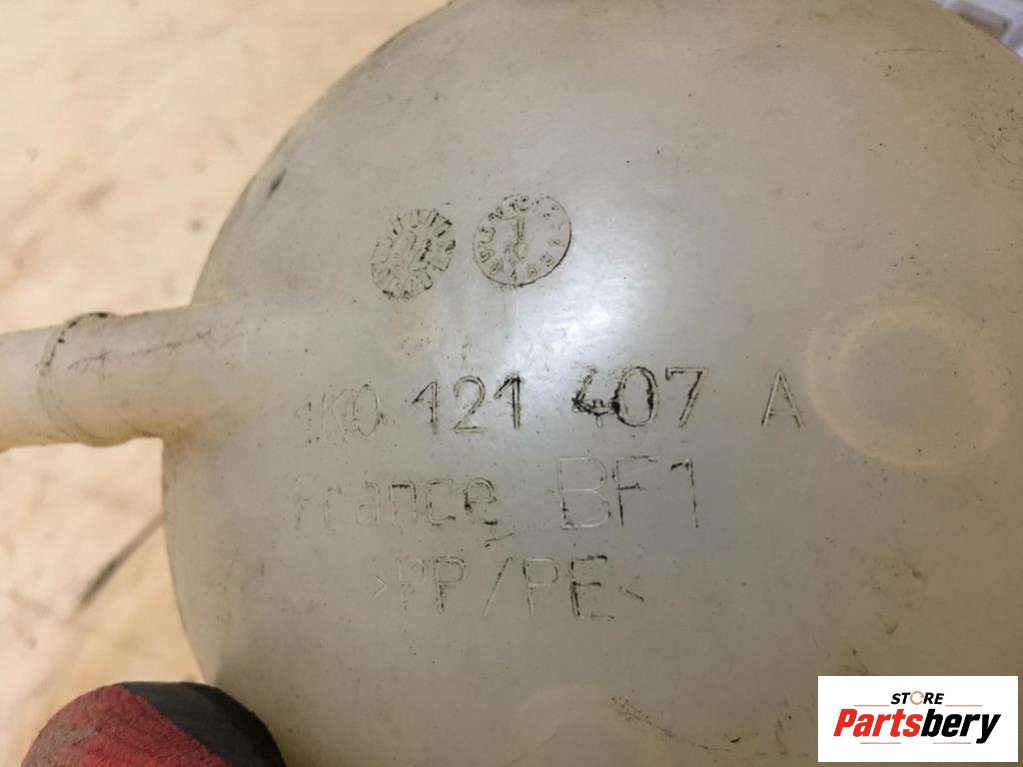 1K0 121 407 A
France BF1
>PP/PE<
STORE
Partsbery